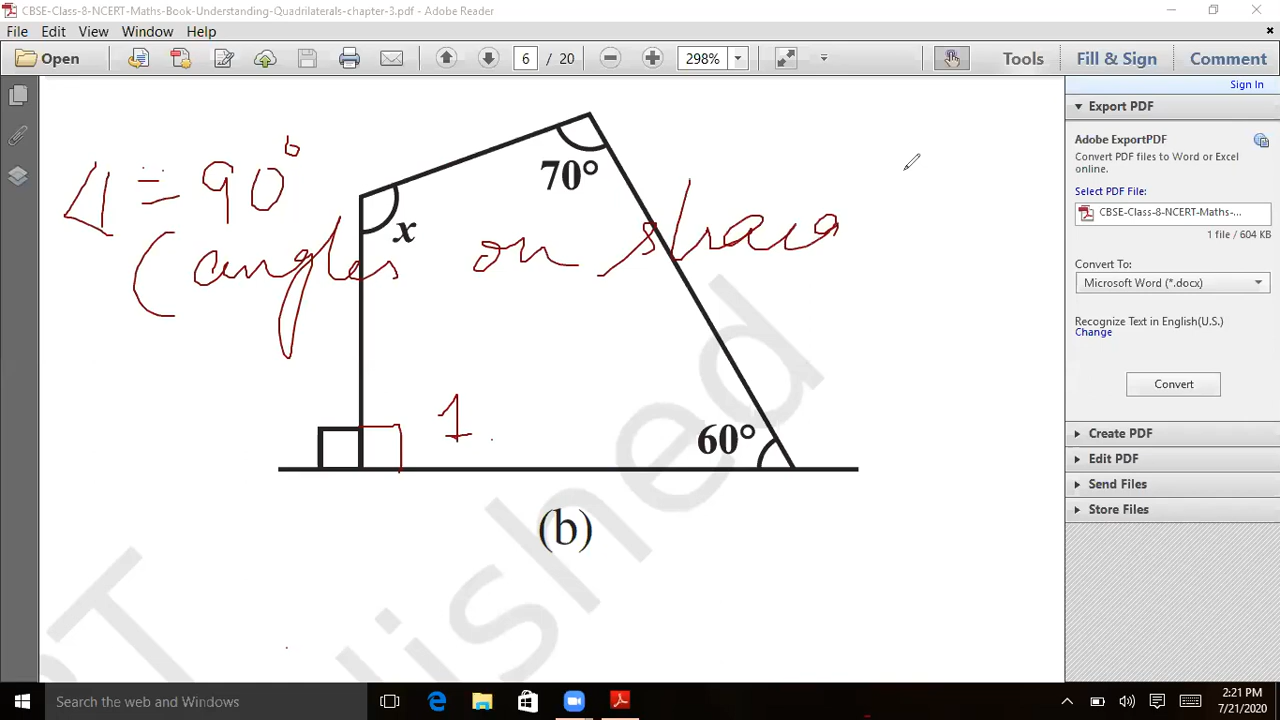 CBSE-Class-8-NCERT-Maths-Book-Understanding-Quadrilaterals-chapter-3.pdf - Adobe Reader
File Edit View Window Help
Open 6 / 20 298% Tools Fill & Sign Comment
Sign In
Export PDF
Adobe ExportPDF
Convert PDF files to Word or Excel online.
Select PDF File:
CBSE-Class-8-NCERT-Maths-...
1 file / 604 KB
Convert To:
Microsoft Word (*.docx)
Recognize Text in English(U.S.)
Change
Convert
Create PDF
Edit PDF
Send Files
Store Files
70°
x
= 90°
(angles on
1
60°
(b)
Search the web and Windows
2:21 PM
7/21/2020